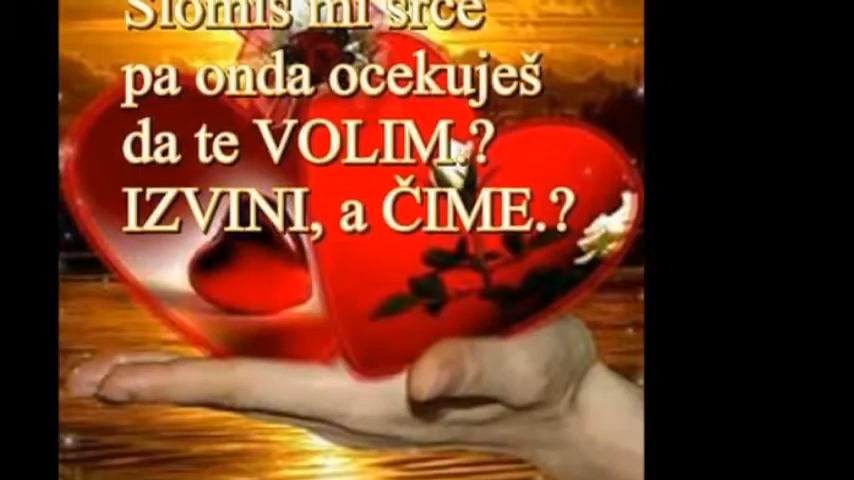 Slomiš mi srce
pa onda ocekuješ
da te VOLIM.?
IZVINI, a ČIME.?